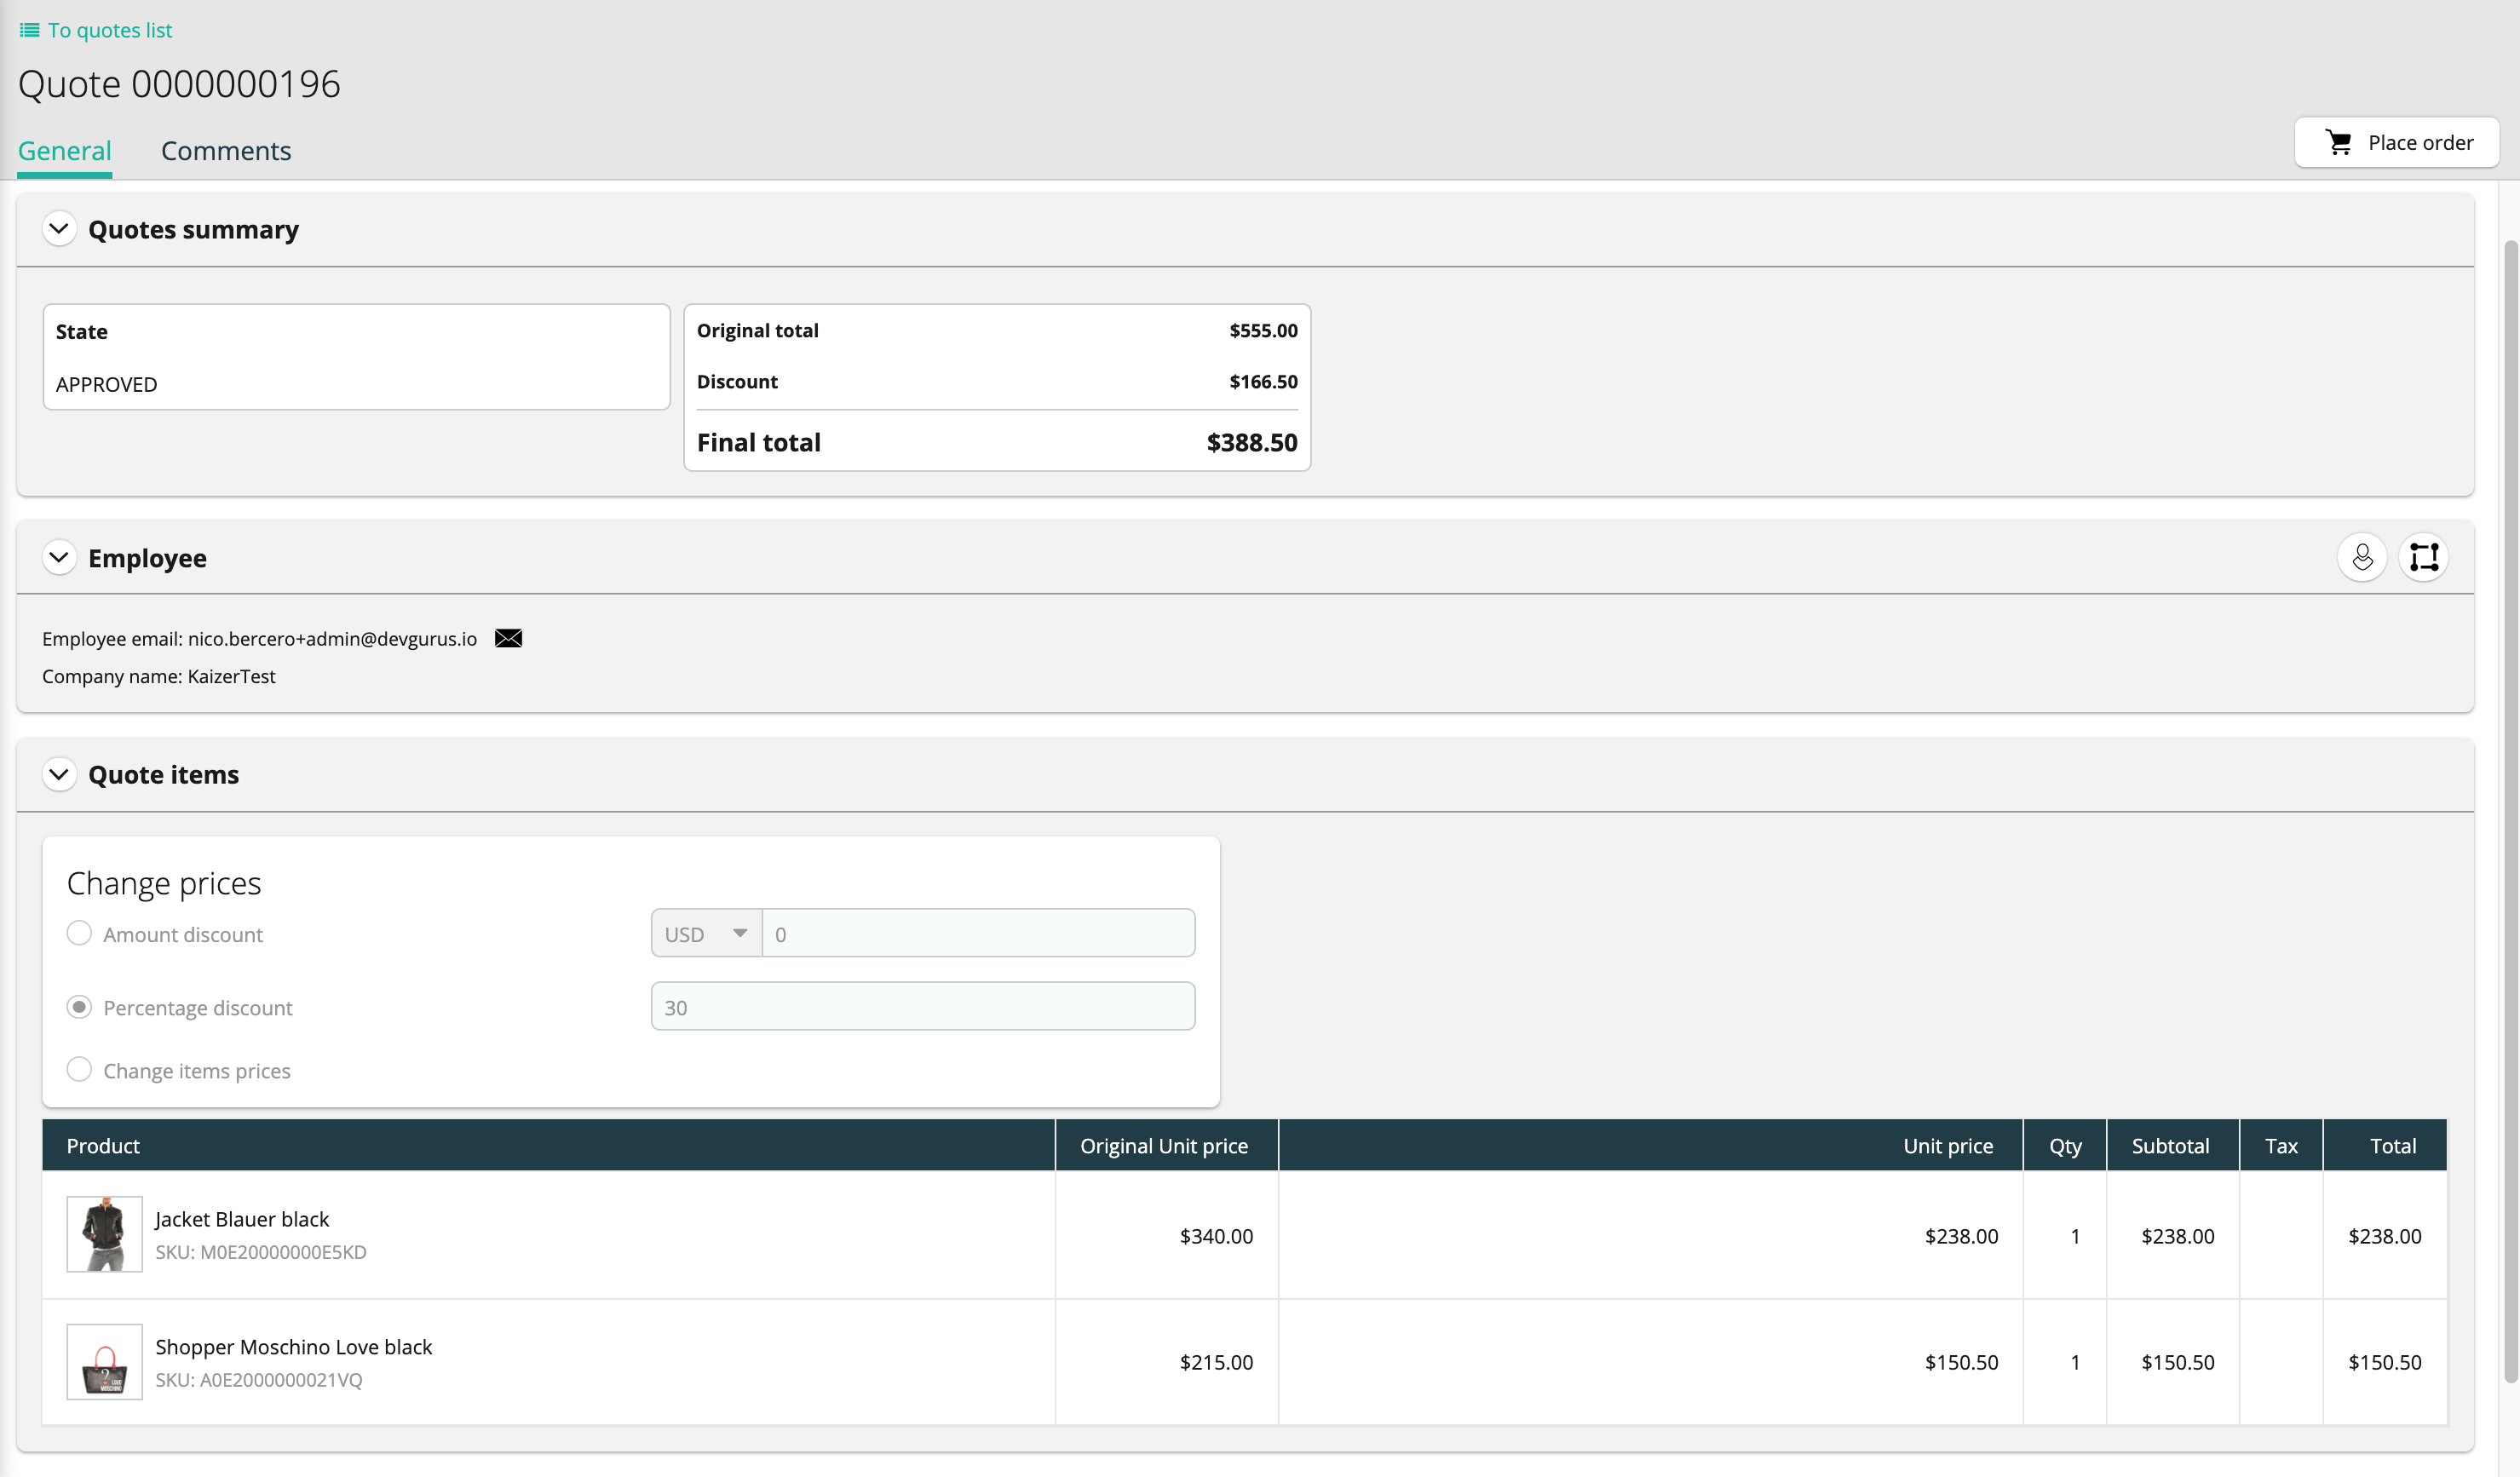 To quotes list
Quote 0000000196
General Comments
Place order
Quotes summary
State
APPROVED
Original total $555.00
Discount $166.50
Final total $388.50
Employee
Employee email: nico.bercero+admin@devgurus.io
Company name: KaizerTest
Quote items
Change prices
Amount discount USD 0
Percentage discount 30
Change items prices
Product Original Unit price Unit price Qty Subtotal Tax Total
Jacket Blauer black
SKU: M0E20000000E5KD
$340.00 $238.00 1 $238.00 $238.00
Shopper Moschino Love black
SKU: A0E2000000021VQ
$215.00 $150.50 1 $150.50 $150.50